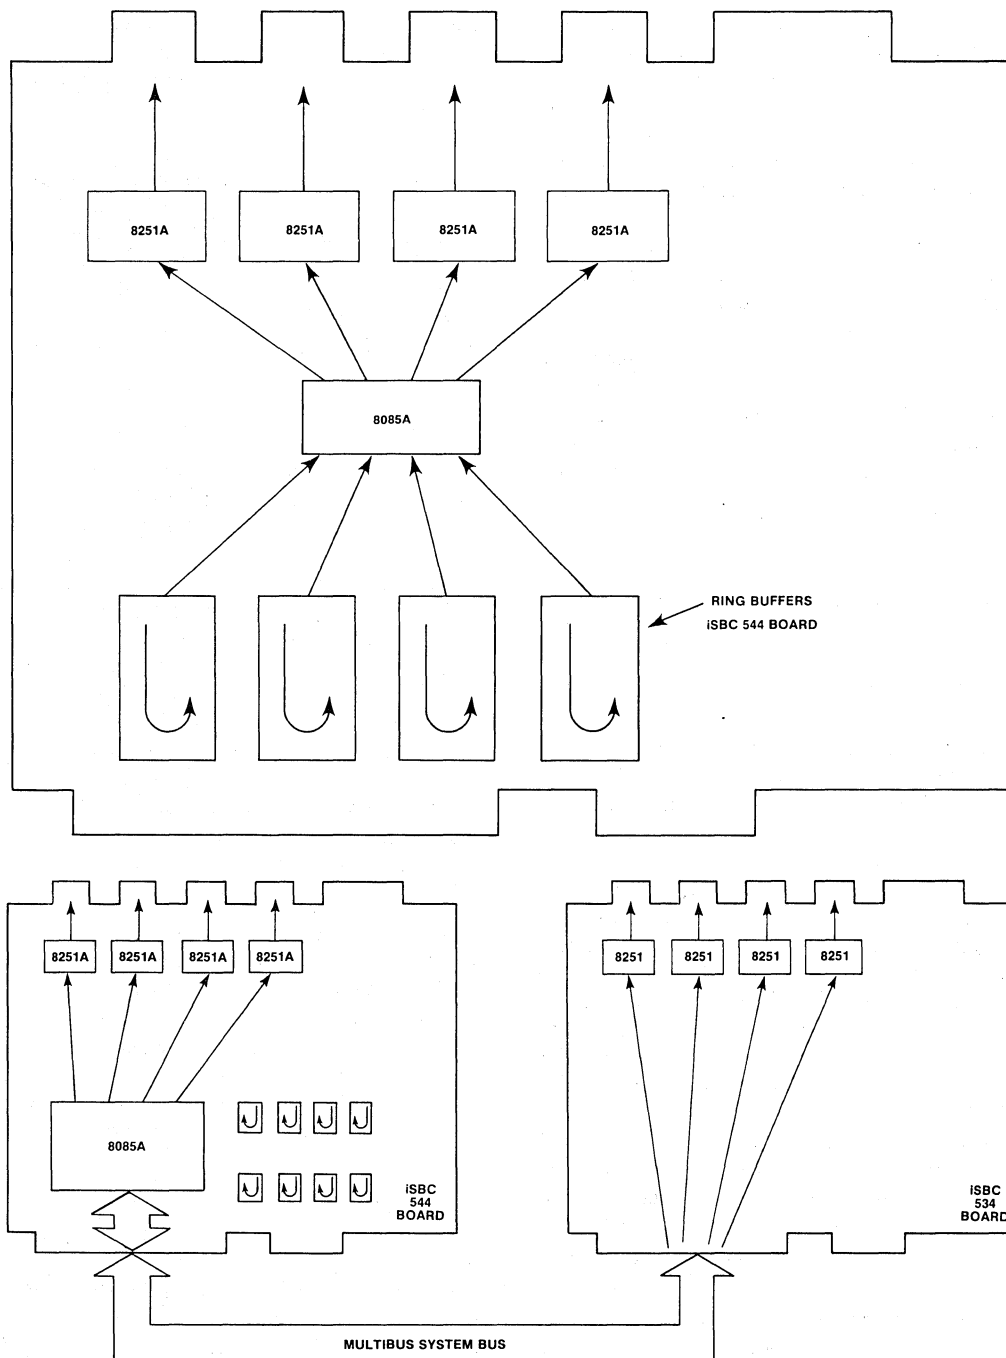 8251A
8251A
8251A
8251A
8085A
RING BUFFERS
iSBC 544 BOARD
8251A
8251A
8251A
8251A
8085A
iSBC
544
BOARD
8251
8251
8251
8251
iSBC
534
BOARD
MULTIBUS SYSTEM BUS